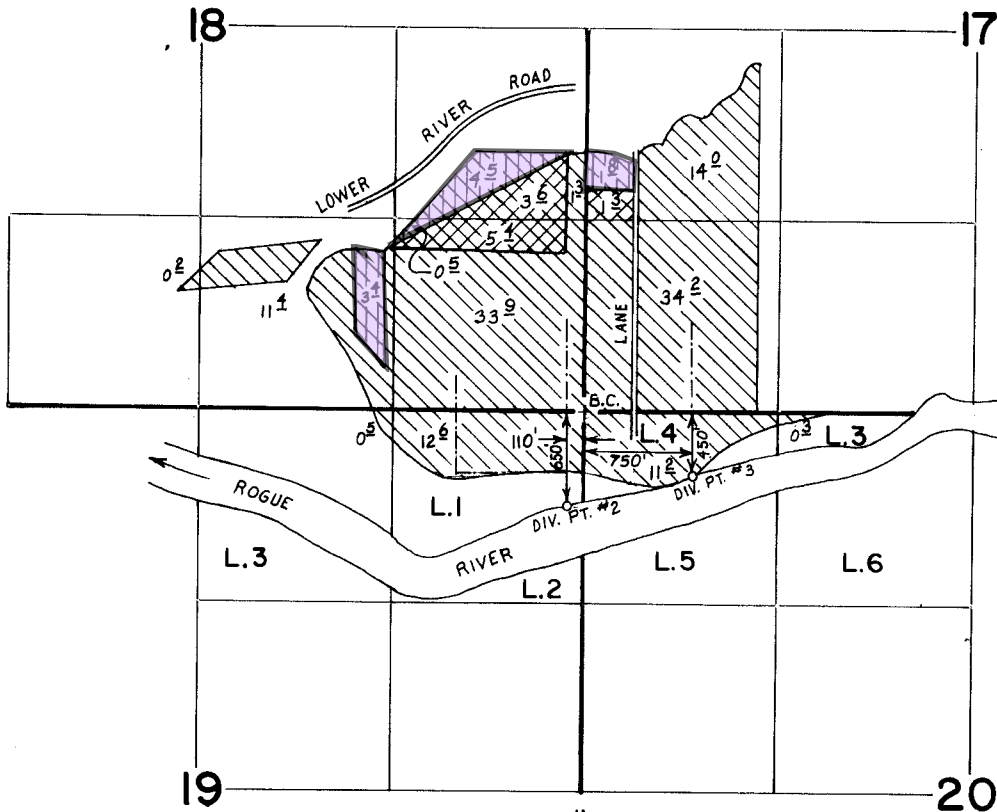 18
17
LOWER RIVER ROAD
14 0
4 5
1 8
3 6
1 3
1 3
5 4
0 5
0 2
11 4
3 4
33 9
34 2
LANE
B.C.
0 5
12 6
110'
650'
L.4
750'
450'
11 2
0 3
L.3
ROGUE
L.1
DIV. PT. #2
DIV. PT. #3
RIVER
L.3
L.2
L.5
L.6
19
20